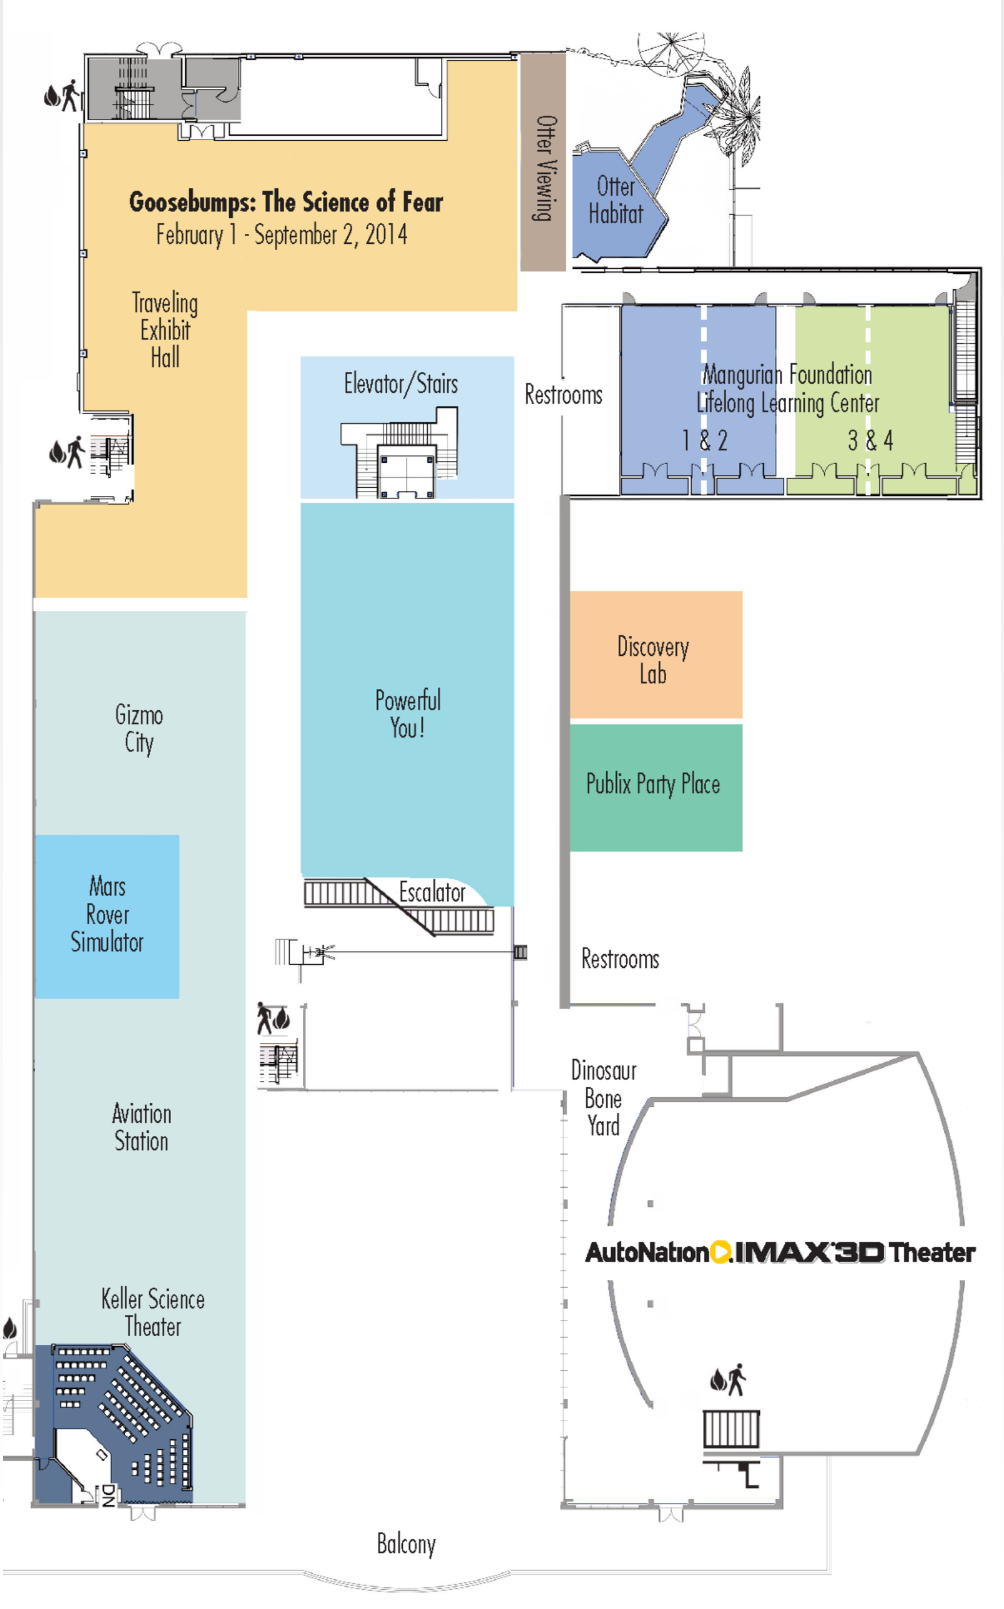 Goosebumps: The Science of Fear
February 1 - September 2, 2014
Traveling
Exhibit
Hall
Otter Viewing
Otter
Habitat
Elevator/Stairs
Restrooms
Mangurian Foundation
Lifelong Learning Center
1 & 2
3 & 4
Discovery
Lab
Gizmo
City
Powerful
You!
Publix Party Place
Mars
Rover
Simulator
Escalator
Restrooms
Dinosaur
Bone
Yard
Aviation
Station
AutoNation IMAX 3D Theater
Keller Science
Theater
DN
Balcony